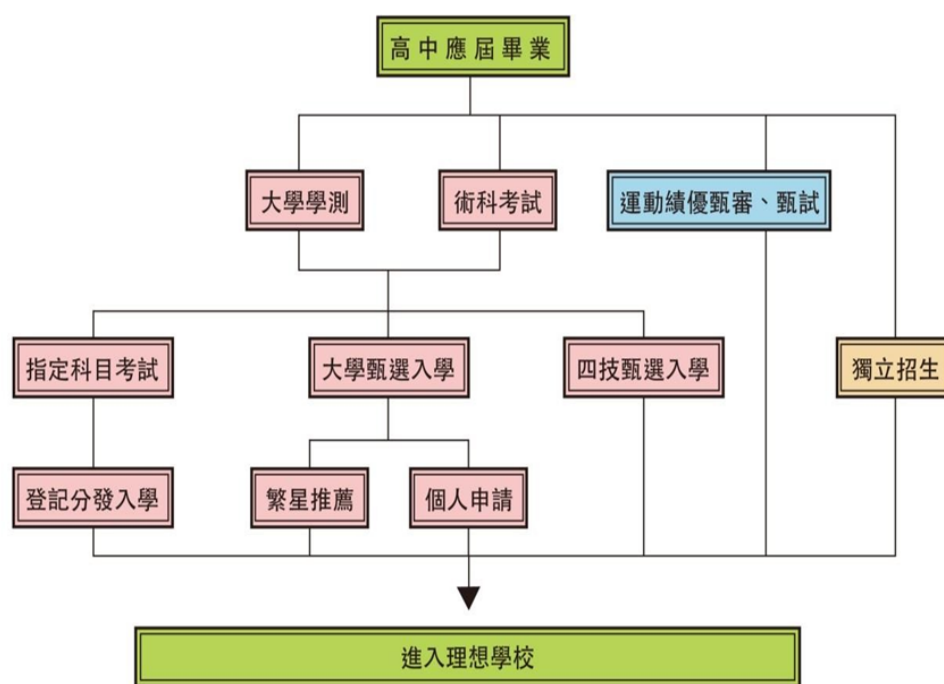 高中應屆畢業
大學學測
術科考試
運動績優甄審、甄試
指定科目考試
大學甄選入學
四技甄選入學
獨立招生
登記分發入學
繁星推薦
個人申請
進入理想學校